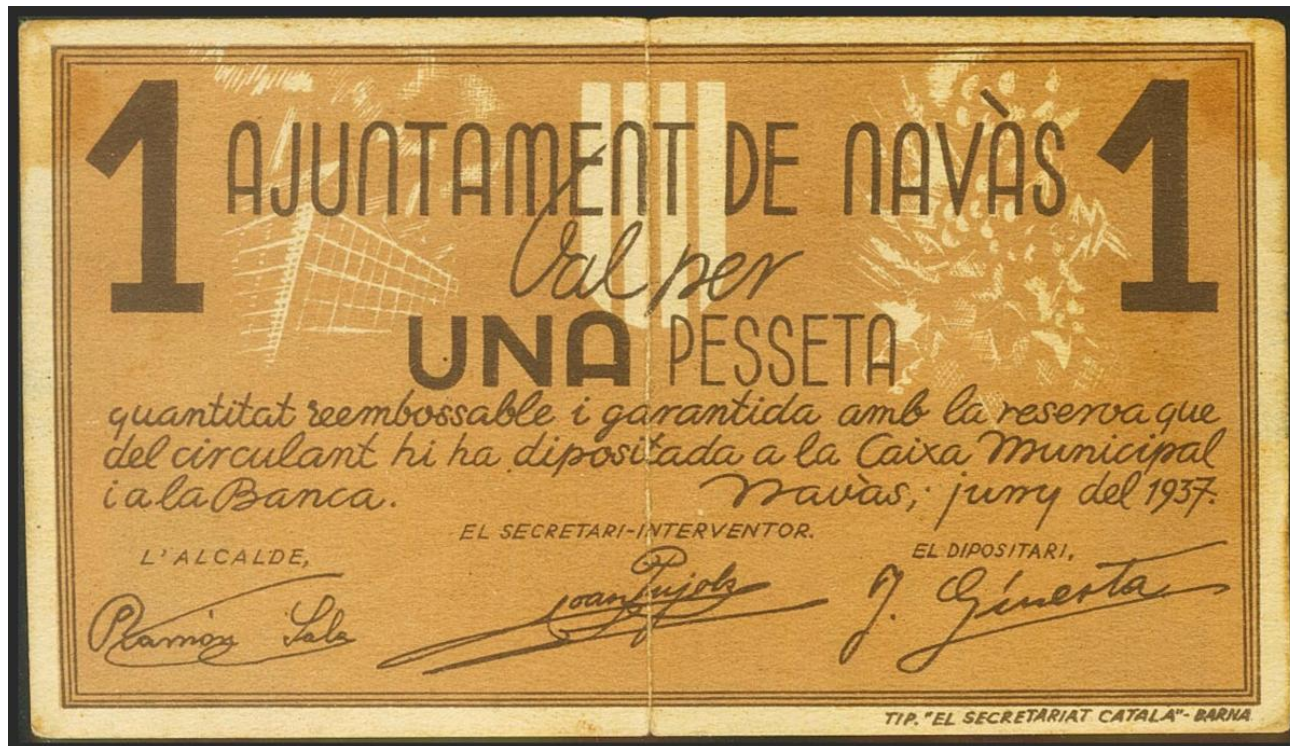 1 AJUNTAMENT DE NAVÀS 1
Val per
UNA PESSETA
quantitat reembossable i garantida amb la reserva que
del circulant hi ha dipositada a la Caixa Municipal
i a la Banca. Navàs, juny del 1937.
EL SECRETARI-INTERVENTOR.
L'ALCALDE, EL DIPOSITARI,
Ramón Sala Joan Pujols J. Ginesta
TIP. "EL SECRETARIAT CATALA"- BARNA